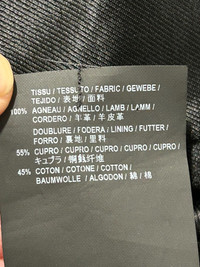 TISSU / TESSUTO / FABRIC / GEWEBE /
TEJIDO / 表地 / 面料
100% AGNEAU / AGNELLO / LAMB / LAMM /
CORDERO / 羊革 / 羊皮革
DOUBLURE / FODERA / LINING / FUTTER /
FORRO / 裏地 / 里料
55% CUPRO / CUPRO / CUPRO / CUPRO / CUPRO /
キュプラ / 铜氨纤维
45% COTON / COTONE / COTTON /
BAUMWOLLE / ALGODON / 綿 / 棉